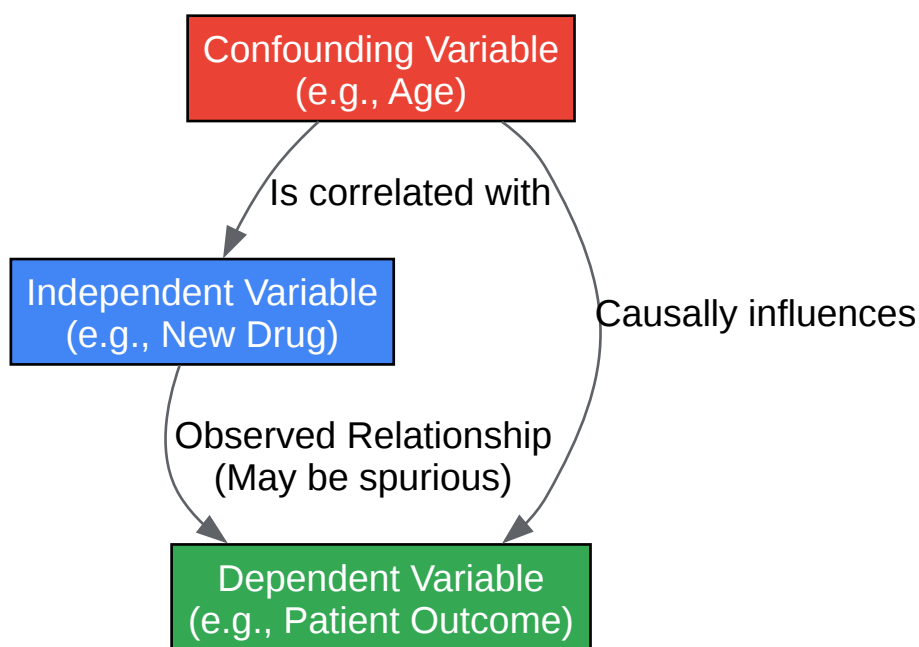 Confounding Variable
(e.g., Age)
Is correlated with
Independent Variable
(e.g., New Drug)
Causally influences
Observed Relationship
(May be spurious)
Dependent Variable
(e.g., Patient Outcome)